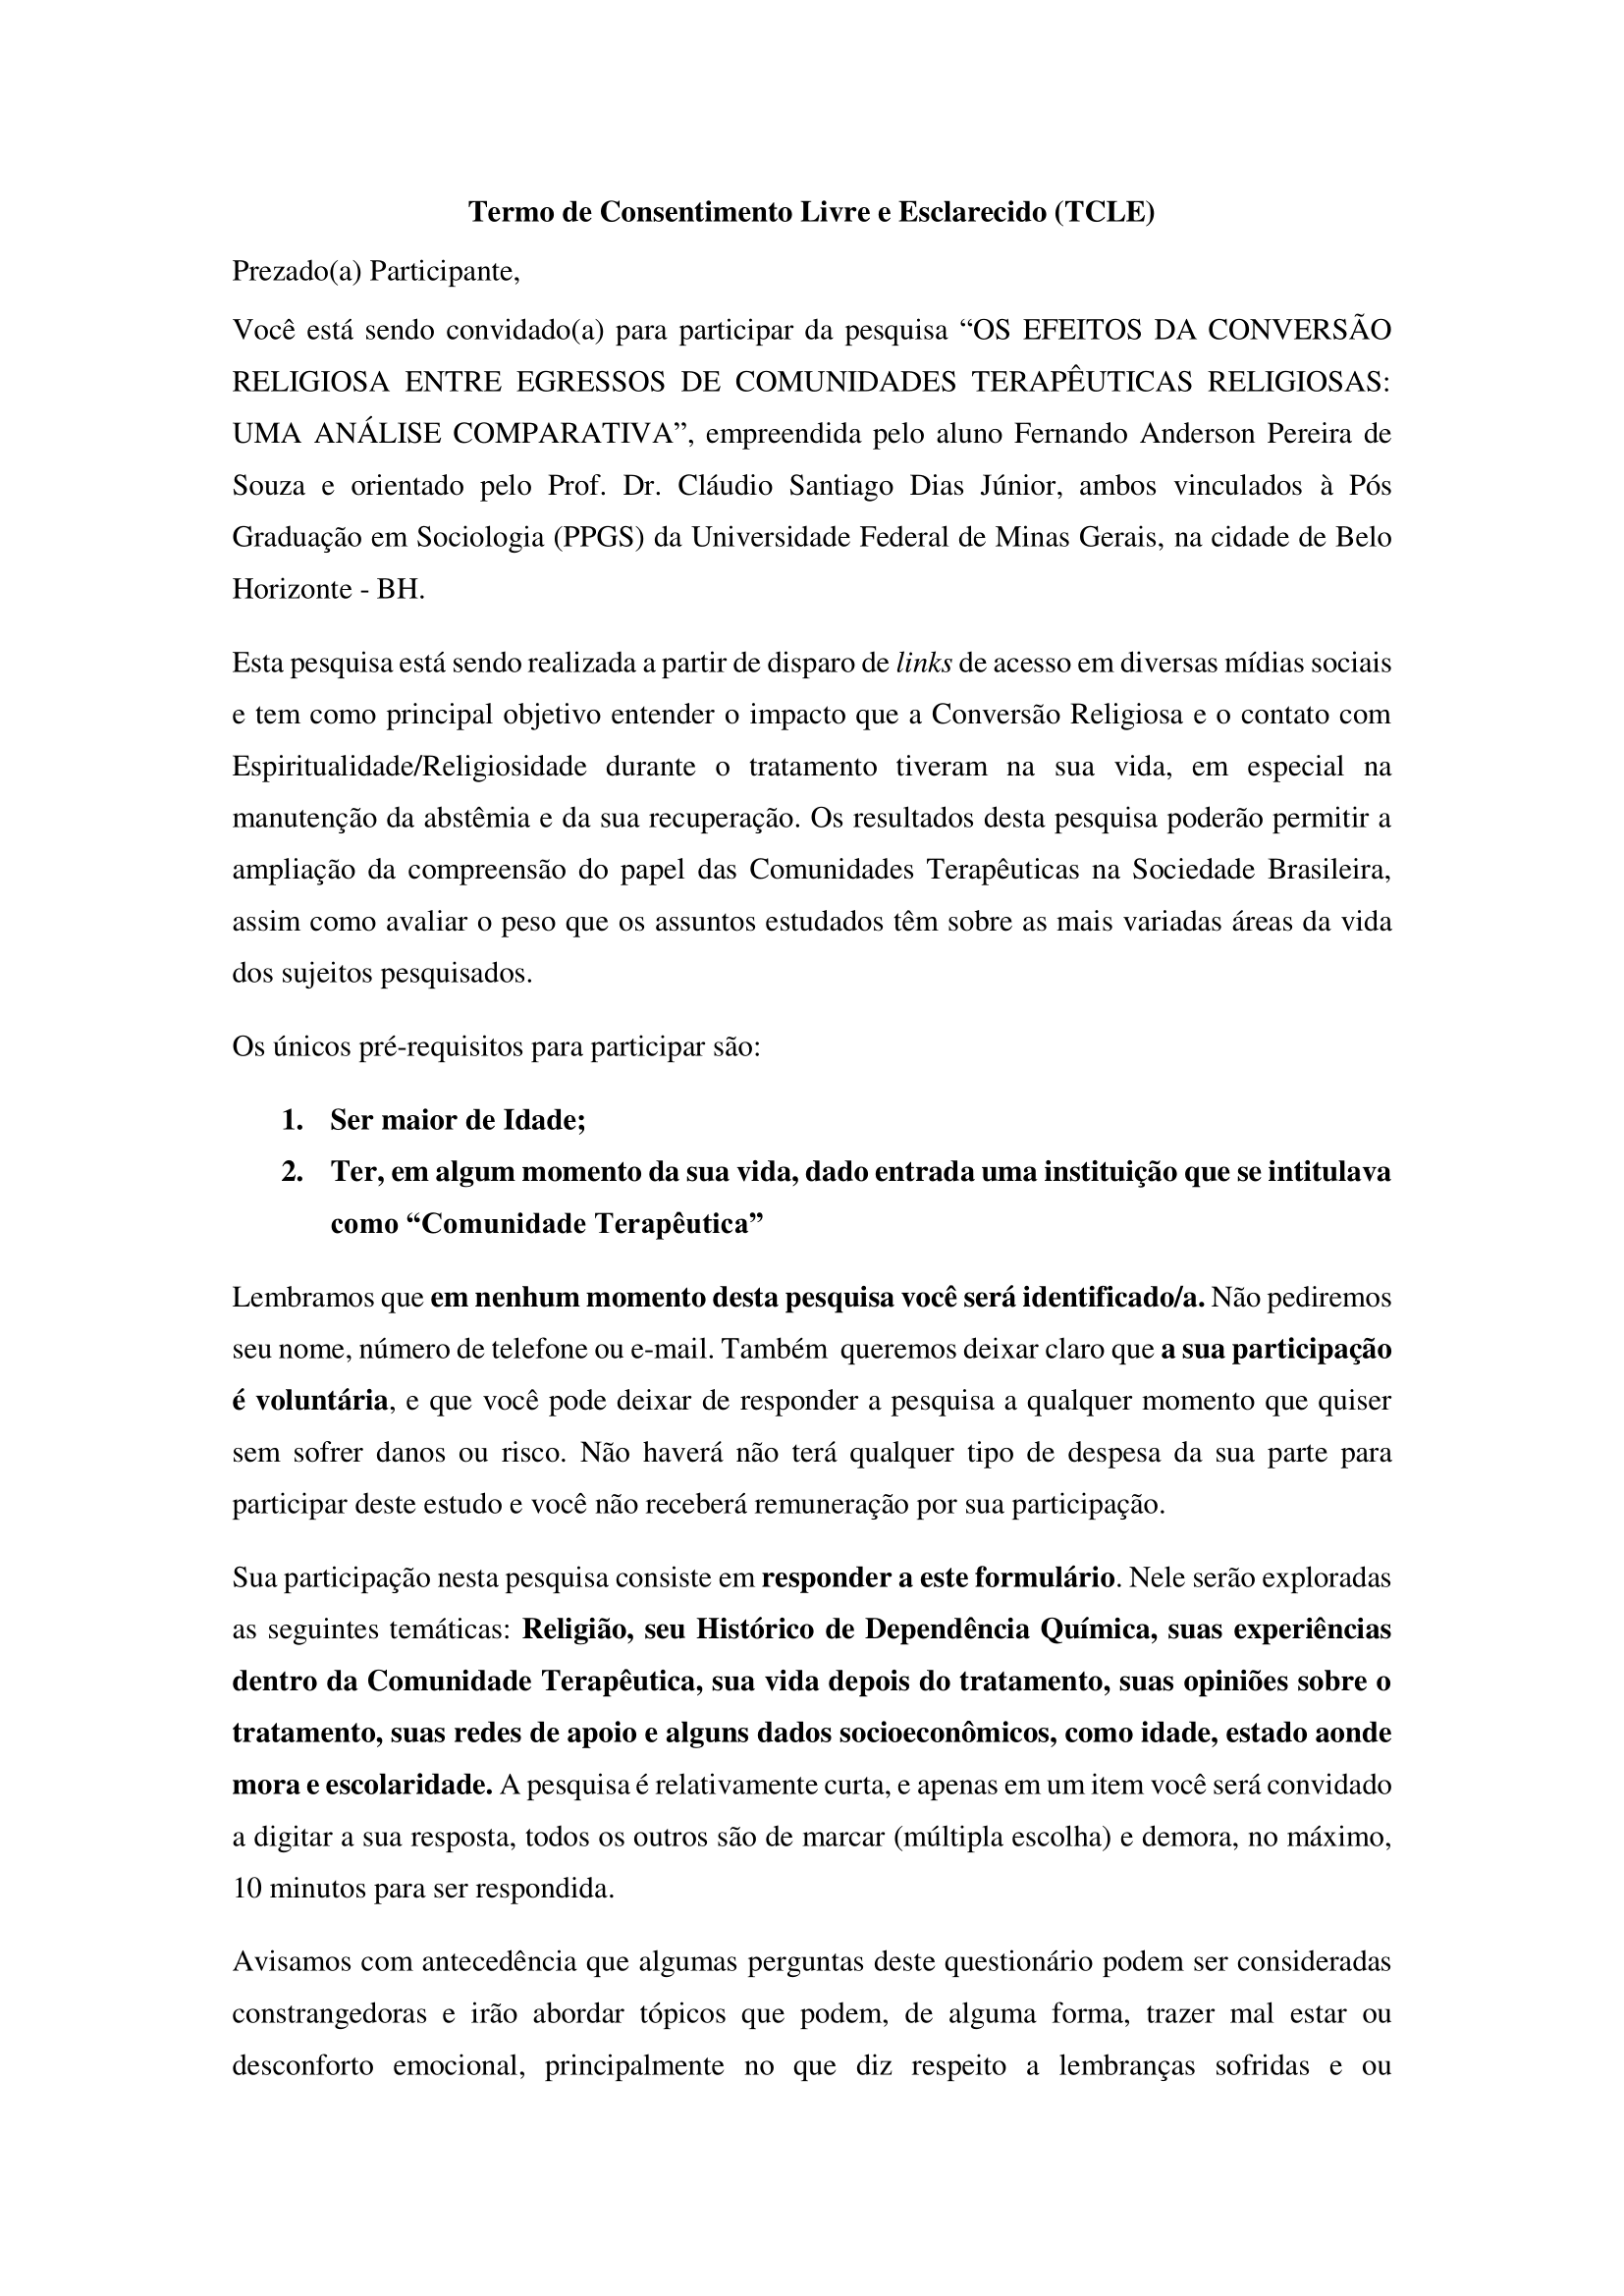 Termo de Consentimento Livre e Esclarecido (TCLE)
Prezado(a) Participante,
Você está sendo convidado(a) para participar da pesquisa “OS EFEITOS DA CONVERSÃO
RELIGIOSA ENTRE EGRESSOS DE COMUNIDADES TERAPÊUTICAS RELIGIOSAS:
UMA ANÁLISE COMPARATIVA”, empreendida pelo aluno Fernando Anderson Pereira de
Souza e orientado pelo Prof. Dr. Cláudio Santiago Dias Júnior, ambos vinculados à Pós
Graduação em Sociologia (PPGS) da Universidade Federal de Minas Gerais, na cidade de Belo
Horizonte - BH.
Esta pesquisa está sendo realizada a partir de disparo de links de acesso em diversas mídias sociais
e tem como principal objetivo entender o impacto que a Conversão Religiosa e o contato com
Espiritualidade/Religiosidade durante o tratamento tiveram na sua vida, em especial na
manutenção da abstêmia e da sua recuperação. Os resultados desta pesquisa poderão permitir a
ampliação da compreensão do papel das Comunidades Terapêuticas na Sociedade Brasileira,
assim como avaliar o peso que os assuntos estudados têm sobre as mais variadas áreas da vida
dos sujeitos pesquisados.
Os únicos pré-requisitos para participar são:
1. Ser maior de Idade;
2. Ter, em algum momento da sua vida, dado entrada uma instituição que se intitulava
como “Comunidade Terapêutica”
Lembramos que em nenhum momento desta pesquisa você será identificado/a. Não pediremos
seu nome, número de telefone ou e-mail. Também queremos deixar claro que a sua participação
é voluntária, e que você pode deixar de responder a pesquisa a qualquer momento que quiser
sem sofrer danos ou risco. Não haverá não terá qualquer tipo de despesa da sua parte para
participar deste estudo e você não receberá remuneração por sua participação.
Sua participação nesta pesquisa consiste em responder a este formulário. Nele serão exploradas
as seguintes temáticas: Religião, seu Histórico de Dependência Química, suas experiências
dentro da Comunidade Terapêutica, sua vida depois do tratamento, suas opiniões sobre o
tratamento, suas redes de apoio e alguns dados socioeconômicos, como idade, estado aonde
mora e escolaridade. A pesquisa é relativamente curta, e apenas em um item você será convidado
a digitar a sua resposta, todos os outros são de marcar (múltipla escolha) e demora, no máximo,
10 minutos para ser respondida.
Avisamos com antecedência que algumas perguntas deste questionário podem ser consideradas
constrangedoras e irão abordar tópicos que podem, de alguma forma, trazer mal estar ou
desconforto emocional, principalmente no que diz respeito a lembranças sofridas e ou